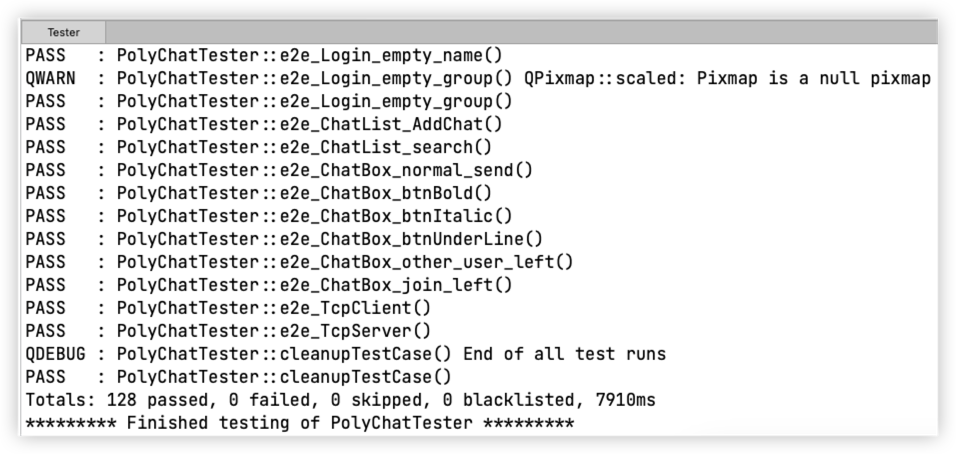 Tester
PASS   : PolyChatTester::e2e_Login_empty_name()
QWARN  : PolyChatTester::e2e_Login_empty_group() QPixmap::scaled: Pixmap is a null pixmap
PASS   : PolyChatTester::e2e_Login_empty_group()
PASS   : PolyChatTester::e2e_ChatList_AddChat()
PASS   : PolyChatTester::e2e_ChatList_search()
PASS   : PolyChatTester::e2e_ChatBox_normal_send()
PASS   : PolyChatTester::e2e_ChatBox_btnBold()
PASS   : PolyChatTester::e2e_ChatBox_btnItalic()
PASS   : PolyChatTester::e2e_ChatBox_btnUnderLine()
PASS   : PolyChatTester::e2e_ChatBox_other_user_left()
PASS   : PolyChatTester::e2e_ChatBox_join_left()
PASS   : PolyChatTester::e2e_TcpClient()
PASS   : PolyChatTester::e2e_TcpServer()
QDEBUG : PolyChatTester::cleanupTestCase() End of all test runs
PASS   : PolyChatTester::cleanupTestCase()
Totals: 128 passed, 0 failed, 0 skipped, 0 blacklisted, 7910ms
********* Finished testing of PolyChatTester *********